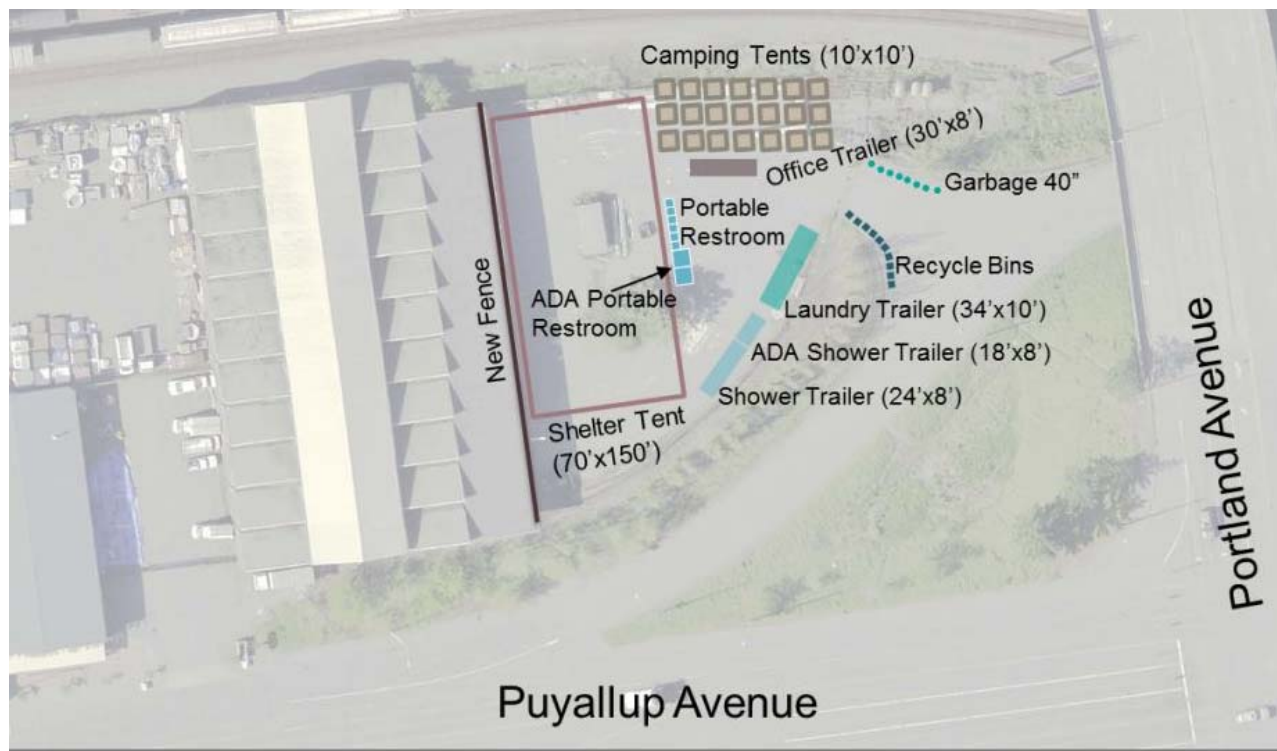 Camping Tents (10’x10’)
Office Trailer (30’x8’)
Garbage 40”
Portable
Restroom
Recycle Bins
ADA Portable
Restroom
New Fence
Laundry Trailer (34’x10’)
ADA Shower Trailer (18’x8’)
Shower Trailer (24’x8’)
Shelter Tent
(70’x150’)
Portland Avenue
Puyallup Avenue